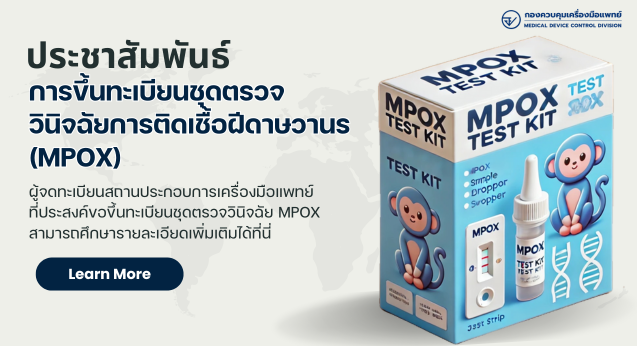 กองควบคุมเครื่องมือแพทย์
MEDICAL DEVICE CONTROL DIVISION
ประชาสัมพันธ์
การขึ้นทะเบียนชุดตรวจ
วินิจฉัยการติดเชื้อฝีดาษวานร
(MPOX)
ผู้จดทะเบียนสถานประกอบการเครื่องมือแพทย์
ที่ประสงค์ขอขึ้นทะเบียนชุดตรวจวินิจฉัย MPOX
สามารถศึกษารายละเอียดเพิ่มเติมได้ที่นี่
Learn More
MPOX
TEST KIT
MPOX
TEST KIT
TEST KIT
MPOX
TEST KIT
TEST
MPOX
MPOX
TEST KIT
TEST KIT